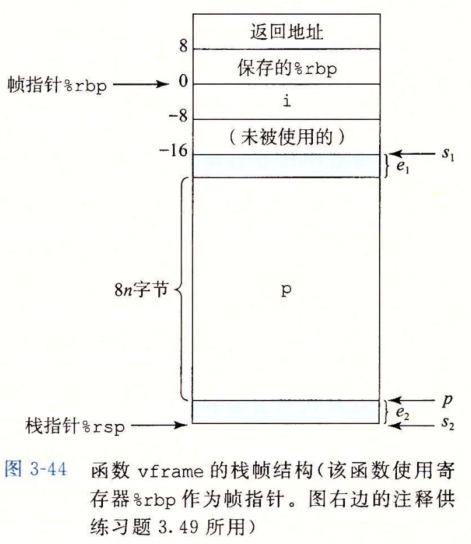 返回地址
8
保存的%rbp
帧指针%rbp
0
i
-8
(未被使用的)
-16
s1
e1
8n字节
p
p
e2
栈指针%rsp
s2
图 3-44 函数 vframe 的栈帧结构(该函数使用寄
存器%rbp 作为帧指针。图右边的注释供
练习题 3.49 所用)